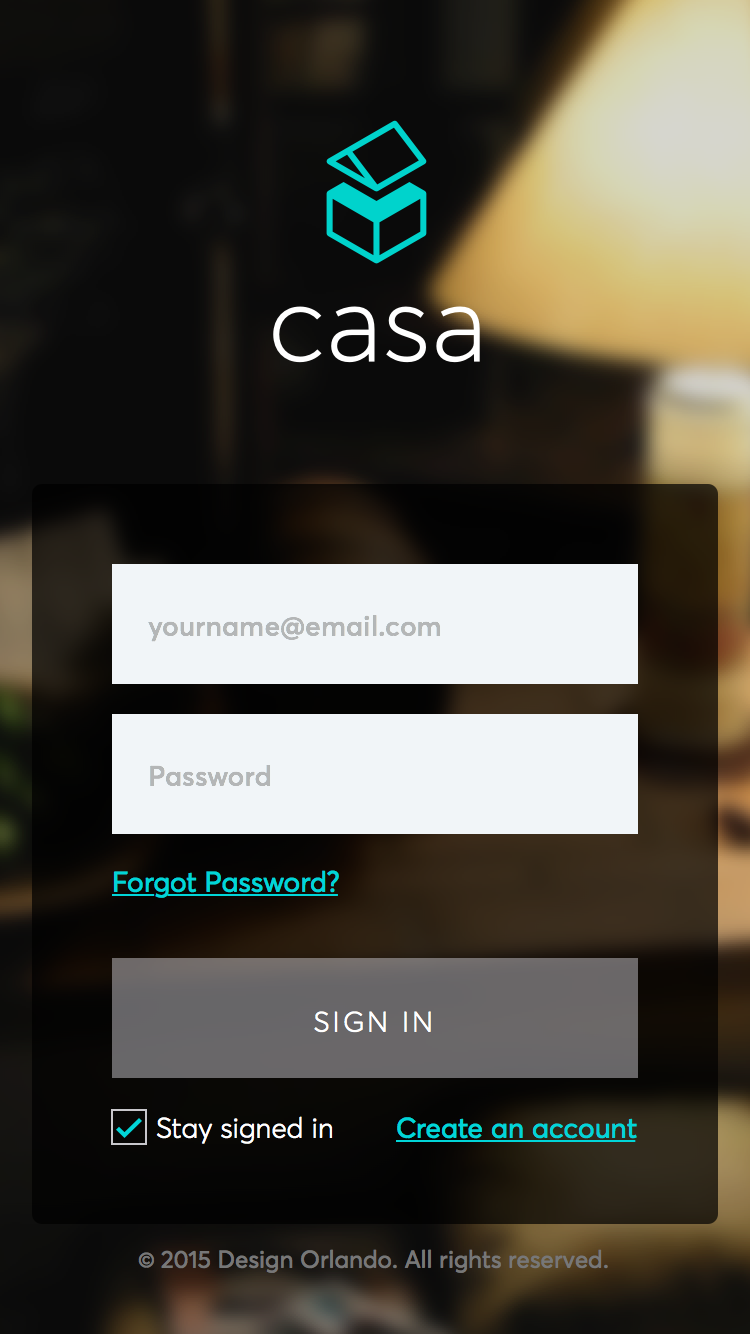 casa
yourname@email.com
Password
Forgot Password?
SIGN IN
Stay signed in
Create an account
© 2015 Design Orlando. All rights reserved.